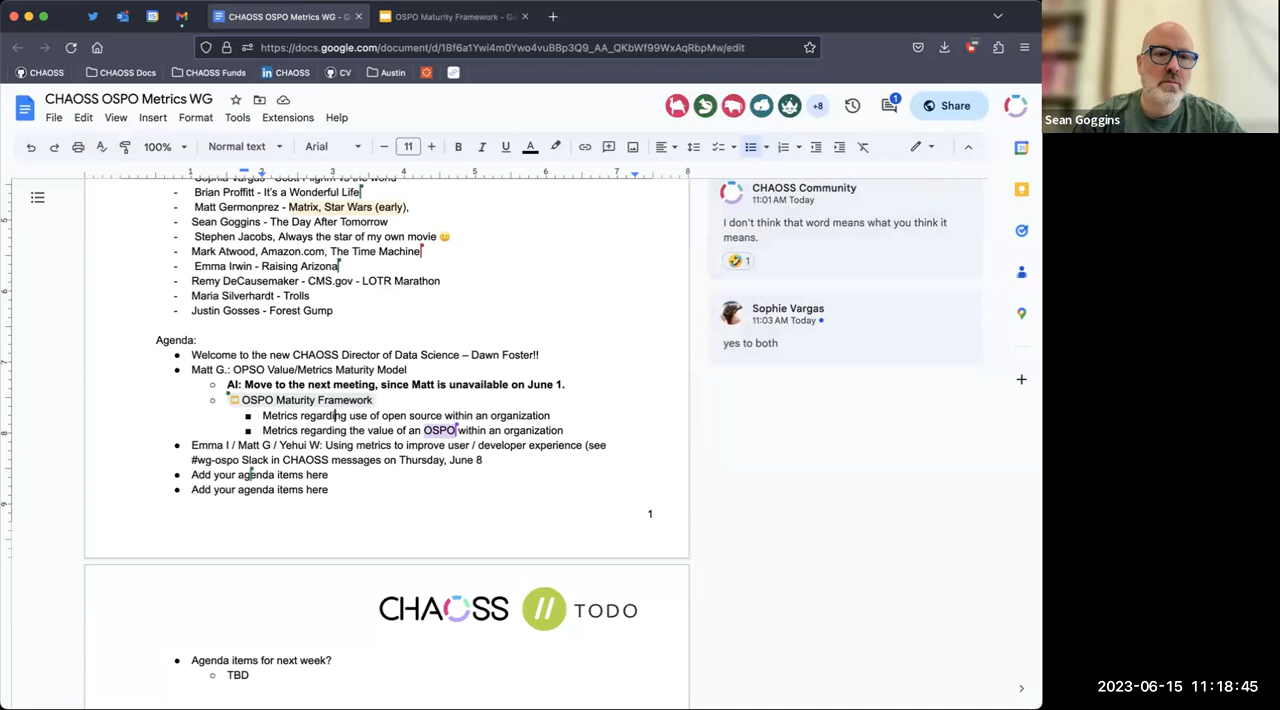 CHAOSS OSPO Metrics WG - G
OSPO Maturity Framework - Go
https://docs.google.com/document/d/1Bf6a1Ywi4m0Ywo4vuBBp3Q9_AA_QKbWf99WxAqRbpMw/edit
CHAOSS
CHAOSS Docs
CHAOSS Funds
CHAOSS
CV
Austin
CHAOSS OSPO Metrics WG
+8
1
Share
File Edit View Insert Format Tools Extensions Help
100% Normal text Arial 11
1 2 3 4 5 6 7 8
- Brian Proffitt - It's a Wonderful Life
- Matt Germonprez - Matrix, Star Wars (early),
- Sean Goggins - The Day After Tomorrow
- Stephen Jacobs, Always the star of my own movie 😀
- Mark Atwood, Amazon.com, The Time Machine
- Emma Irwin - Raising Arizona
- Remy DeCausemaker - CMS.gov - LOTR Marathon
- Maria Silverhardt - Trolls
- Justin Gosses - Forest Gump
Agenda:
● Welcome to the new CHAOSS Director of Data Science – Dawn Foster!!
● Matt G.: OPSO Value/Metrics Maturity Model
○ AI: Move to the next meeting, since Matt is unavailable on June 1.
○ OSPO Maturity Framework
■ Metrics regarding use of open source within an organization
■ Metrics regarding the value of an OSPO within an organization
● Emma I / Matt G / Yehui W: Using metrics to improve user / developer experience (see
#wg-ospo Slack in CHAOSS messages on Thursday, June 8
● Add your agenda items here
● Add your agenda items here
1
CHAOSS // TODO
● Agenda items for next week?
○ TBD
CHAOSS Community
11:01 AM Today
I don't think that word means what you think it
means.
🤣 1
Sophie Vargas
11:03 AM Today
yes to both
Sean Goggins
2023-06-15 11:18:45